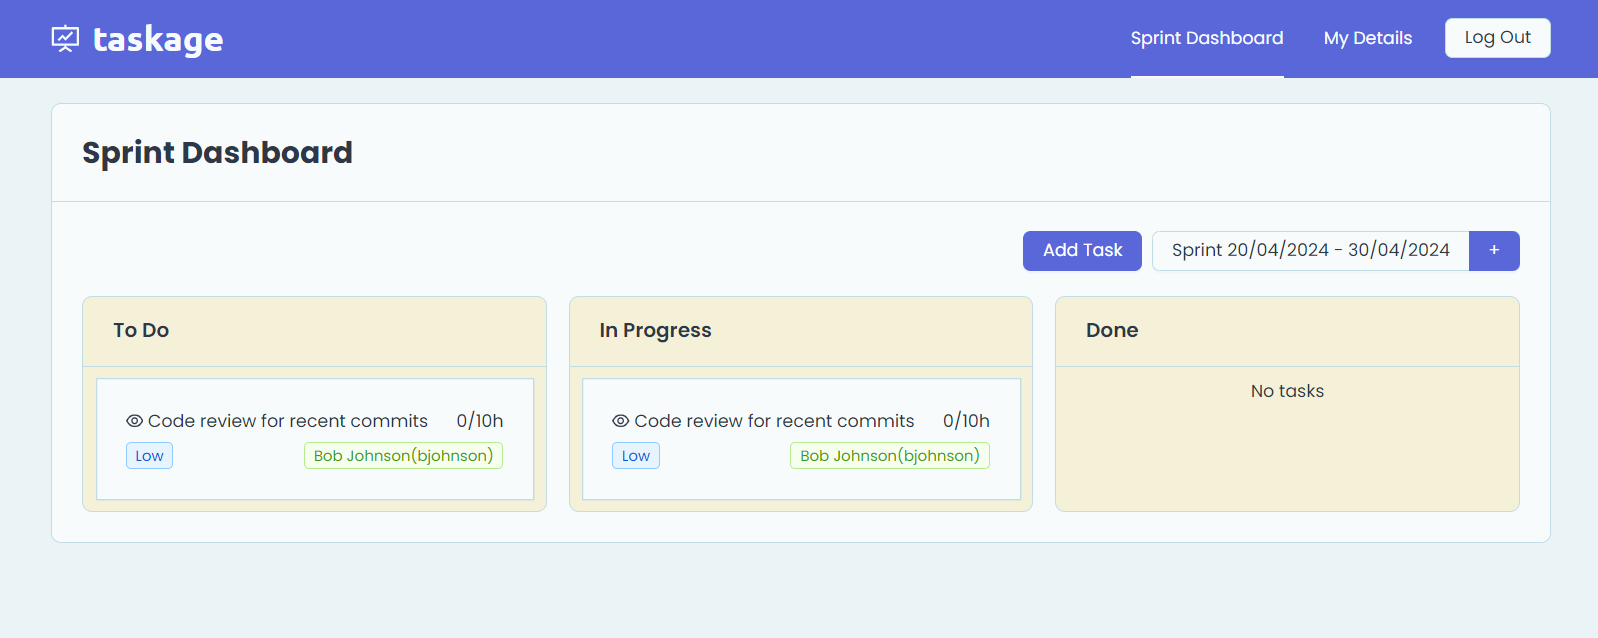 taskage
Sprint Dashboard
My Details
Log Out
Sprint Dashboard
Add Task
Sprint 20/04/2024 - 30/04/2024
+
To Do
Code review for recent commits 0/10h
Low
Bob Johnson(bjohnson)
In Progress
Code review for recent commits 0/10h
Low
Bob Johnson(bjohnson)
Done
No tasks